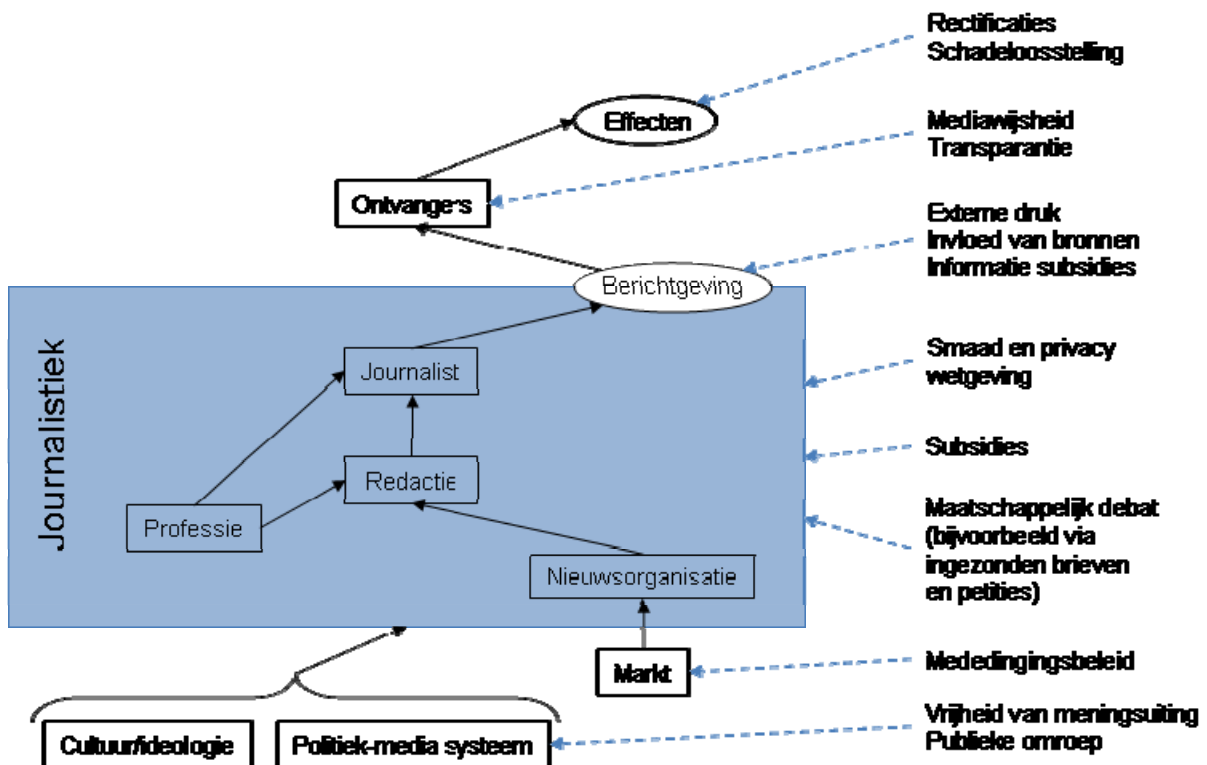 Rectificaties
Schadeloosstelling
Effecten
Mediawijsheid
Transparantie
Ontvangers
Externe druk
Invloed van bronnen
Informatie subsidies
Berichtgeving
Journalistiek
Journalist
Smaad en privacy
wetgeving
Subsidies
Redactie
Professie
Maatschappelijk debat
(bijvoorbeeld via
ingezonden brieven
en petities)
Nieuwsorganisatie
Markt
Mededingingsbeleid
Cultuur/ideologie
Politiek-media systeem
Vrijheid van meningsuiting
Publieke omroep